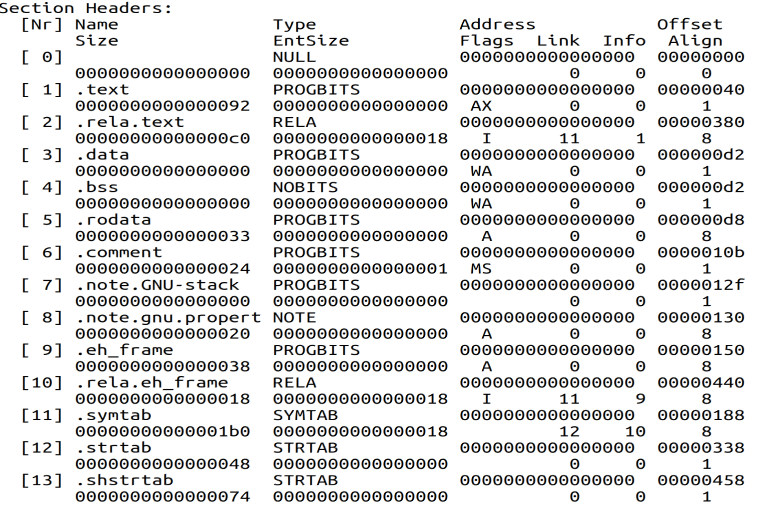 Section Headers:
  [Nr] Name              Type             Address           Offset
       Size              EntSize          Flags  Link  Info  Align
  [ 0]                   NULL             0000000000000000  00000000
       0000000000000000  0000000000000000           0     0     0
  [ 1] .text             PROGBITS         0000000000000000  00000040
       0000000000000092  0000000000000000  AX       0     0     1
  [ 2] .rela.text        RELA             0000000000000000  00000380
       00000000000000c0  0000000000000018   I      11     1     8
  [ 3] .data             PROGBITS         0000000000000000  000000d2
       0000000000000000  0000000000000000  WA       0     0     1
  [ 4] .bss              NOBITS           0000000000000000  000000d2
       0000000000000000  0000000000000000  WA       0     0     1
  [ 5] .rodata           PROGBITS         0000000000000000  000000d8
       0000000000000033  0000000000000000   A       0     0     8
  [ 6] .comment          PROGBITS         0000000000000000  0000010b
       0000000000000024  0000000000000001  MS       0     0     1
  [ 7] .note.GNU-stack   PROGBITS         0000000000000000  0000012f
       0000000000000000  0000000000000000           0     0     1
  [ 8] .note.gnu.propert NOTE             0000000000000000  00000130
       0000000000000020  0000000000000000   A       0     0     8
  [ 9] .eh_frame         PROGBITS         0000000000000000  00000150
       0000000000000038  0000000000000000   A       0     0     8
  [10] .rela.eh_frame    RELA             0000000000000000  00000440
       0000000000000018  0000000000000018   I      11     9     8
  [11] .symtab           SYMTAB           0000000000000000  00000188
       00000000000001b0  0000000000000018          12    10     8
  [12] .strtab           STRTAB           0000000000000000  00000338
       0000000000000048  0000000000000000           0     0     1
  [13] .shstrtab         STRTAB           0000000000000000  00000458
       0000000000000074  0000000000000000           0     0     1